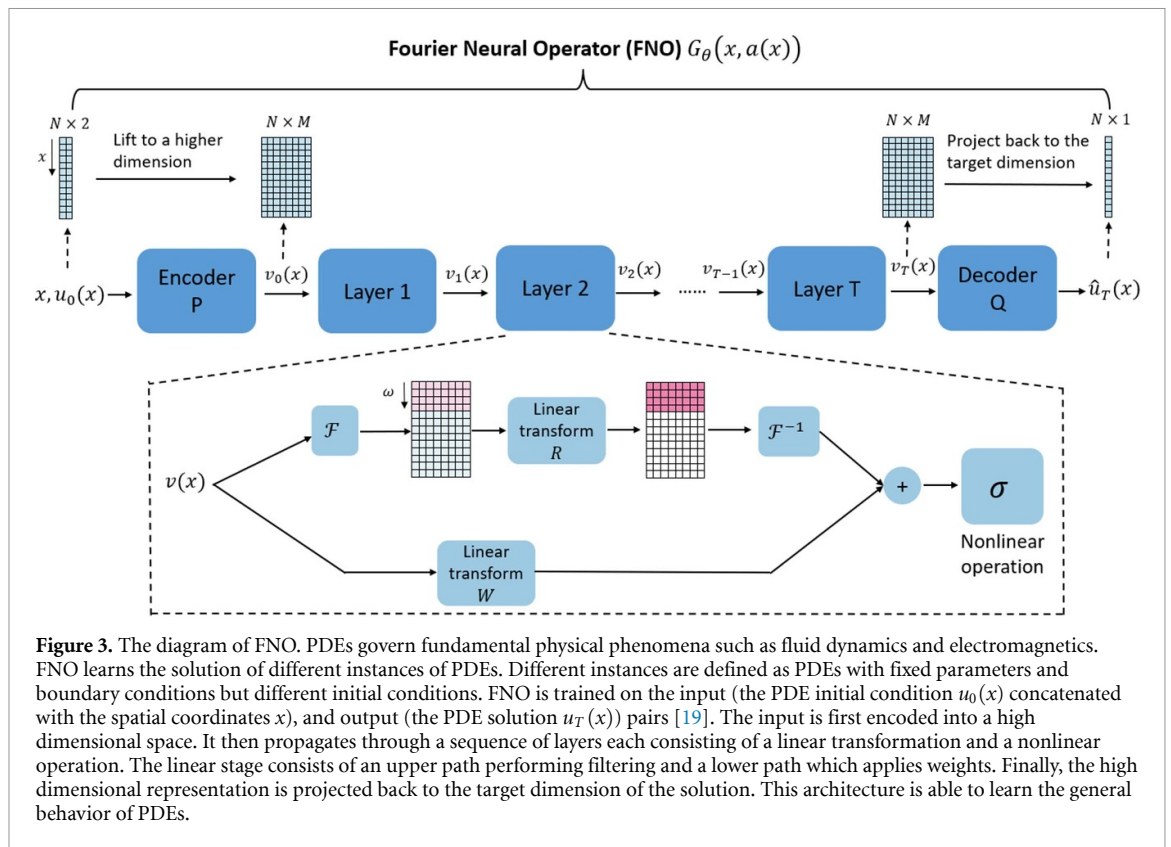 Fourier Neural Operator (FNO) G_θ(x, a(x))
N × 2
N × M
N × M
N × 1
x
Lift to a higher
dimension
Project back to the
target dimension
x, u_0(x)
Encoder
P
v_0(x)
Layer 1
v_1(x)
Layer 2
v_2(x)
......
v_{T−1}(x)
Layer T
v_T(x)
Decoder
Q
û_T(x)
ω
v(x)
ℱ
Linear
transform
R
ℱ^{−1}
+
σ
Nonlinear
operation
Linear
transform
W
Figure 3. The diagram of FNO. PDEs govern fundamental physical phenomena such as fluid dynamics and electromagnetics.
FNO learns the solution of different instances of PDEs. Different instances are defined as PDEs with fixed parameters and
boundary conditions but different initial conditions. FNO is trained on the input (the PDE initial condition u_0(x) concatenated
with the spatial coordinates x), and output (the PDE solution u_T(x)) pairs [19]. The input is first encoded into a high
dimensional space. It then propagates through a sequence of layers each consisting of a linear transformation and a nonlinear
operation. The linear stage consists of an upper path performing filtering and a lower path which applies weights. Finally, the high
dimensional representation is projected back to the target dimension of the solution. This architecture is able to learn the general
behavior of PDEs.